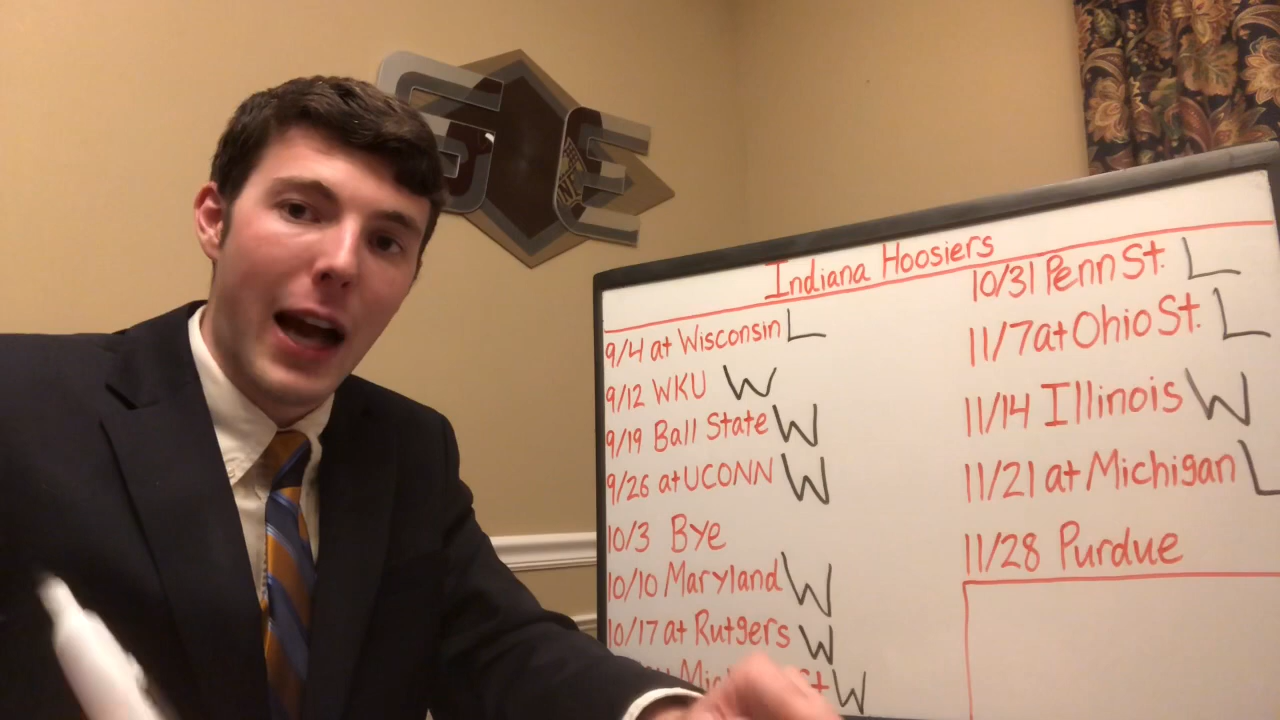 Indiana Hoosiers
9/4 at Wisconsin L
9/12 WKU W
9/19 Ball State W
9/26 at UCONN W
10/3 Bye
10/10 Maryland W
10/17 at Rutgers W
W
10/31 Penn St. L
11/7 at Ohio St. L
11/14 Illinois W
11/21 at Michigan L
11/28 Purdue